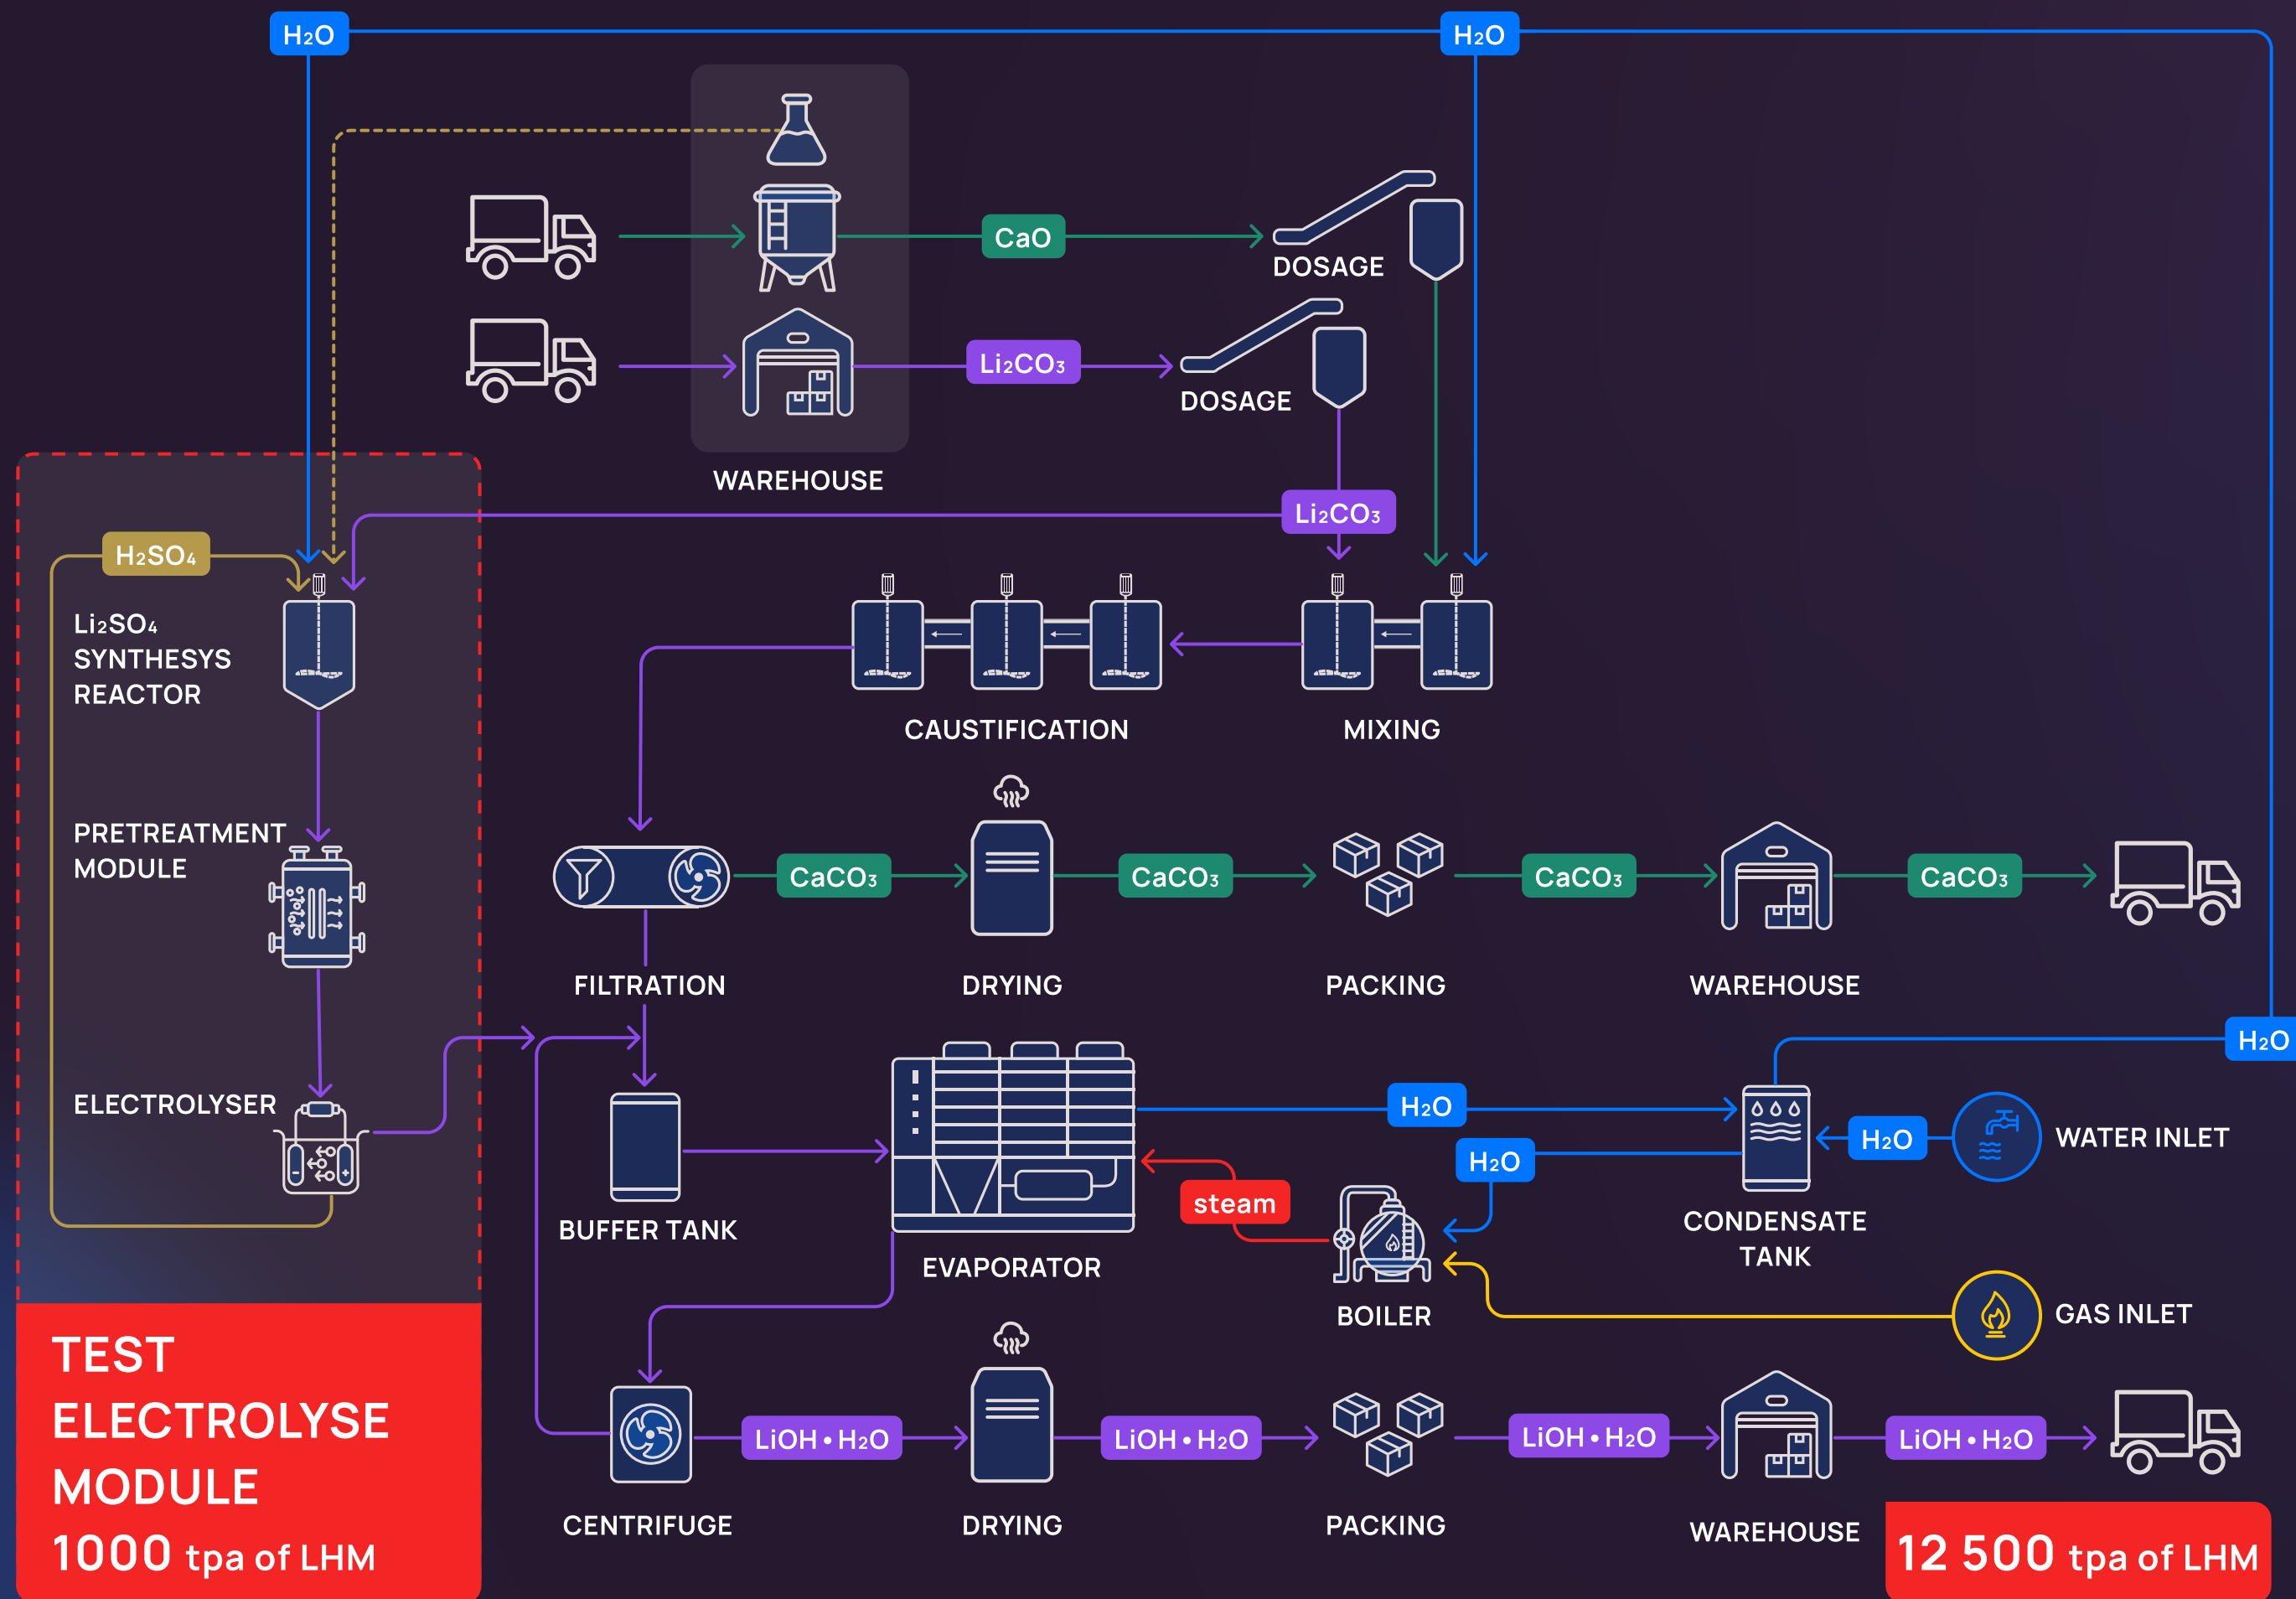 H₂O
H₂O
CaO
DOSAGE
Li₂CO₃
DOSAGE
WAREHOUSE
Li₂CO₃
H₂SO₄
Li₂SO₄
SYNTHESYS
REACTOR
CAUSTIFICATION
MIXING
PRETREATMENT
MODULE
CaCO₃
CaCO₃
CaCO₃
CaCO₃
FILTRATION
DRYING
PACKING
WAREHOUSE
H₂O
ELECTROLYSER
H₂O
H₂O
WATER INLET
H₂O
steam
BUFFER TANK
EVAPORATOR
CONDENSATE
TANK
BOILER
GAS INLET
TEST
ELECTROLYSE
MODULE
1000 tpa of LHM
LiOH•H₂O
LiOH•H₂O
LiOH•H₂O
LiOH•H₂O
CENTRIFUGE
DRYING
PACKING
WAREHOUSE
12 500 tpa of LHM